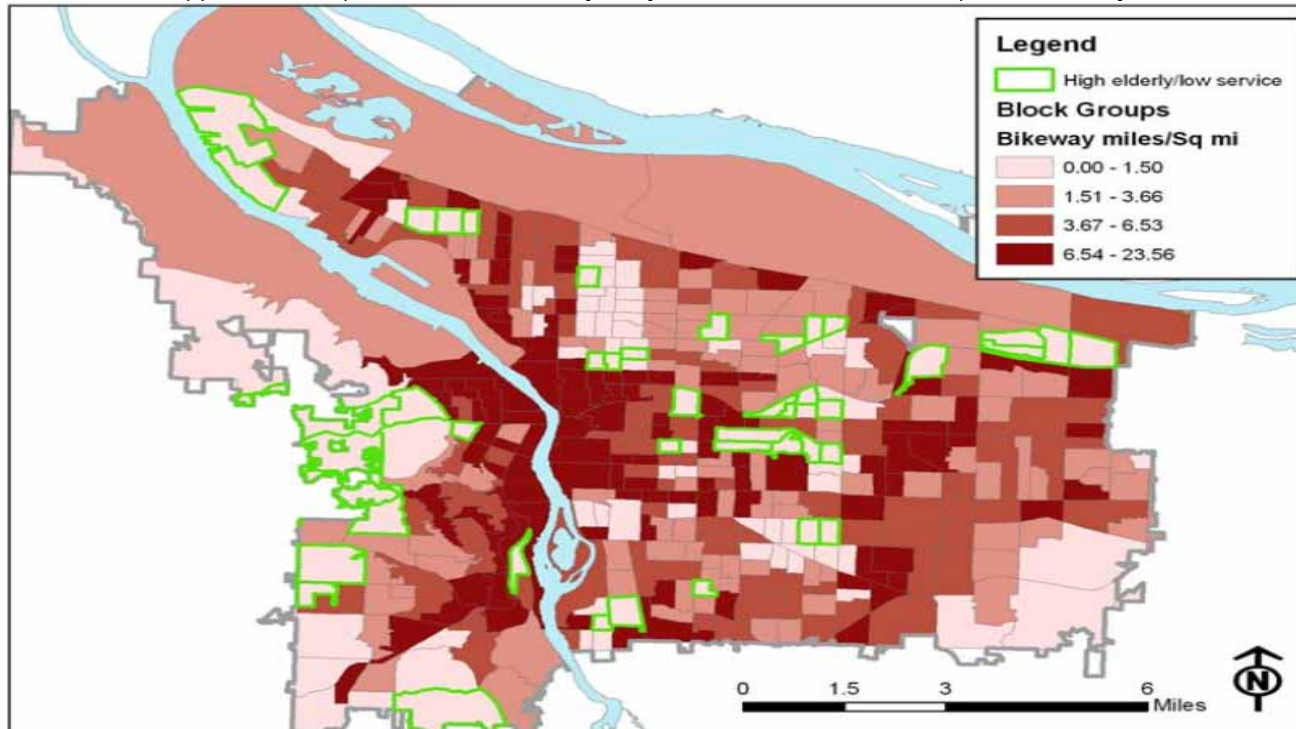 Legend
High elderly/low service
Block Groups
Bikeway miles/Sq mi
0.00 - 1.50
1.51 - 3.66
3.67 - 6.53
6.54 - 23.56
N
0 1.5 3 6
Miles